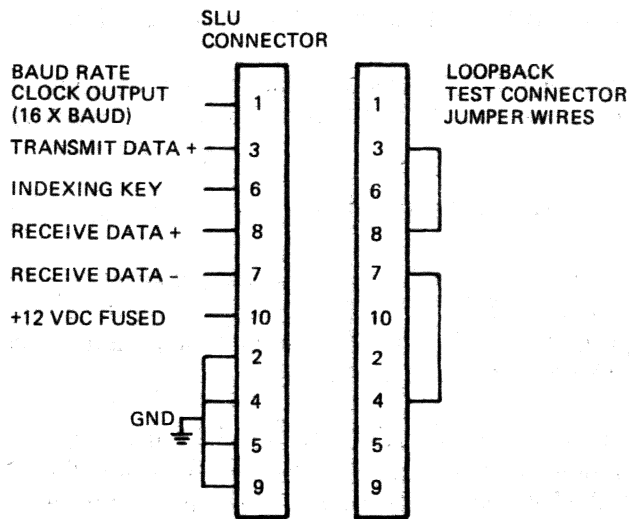 SLU
CONNECTOR
BAUD RATE
CLOCK OUTPUT
(16 X BAUD)
TRANSMIT DATA +
INDEXING KEY
RECEIVE DATA +
RECEIVE DATA -
+12 VDC FUSED
GND
1
3
6
8
7
10
2
4
5
9
1
3
6
8
7
10
2
4
5
9
LOOPBACK
TEST CONNECTOR
JUMPER WIRES